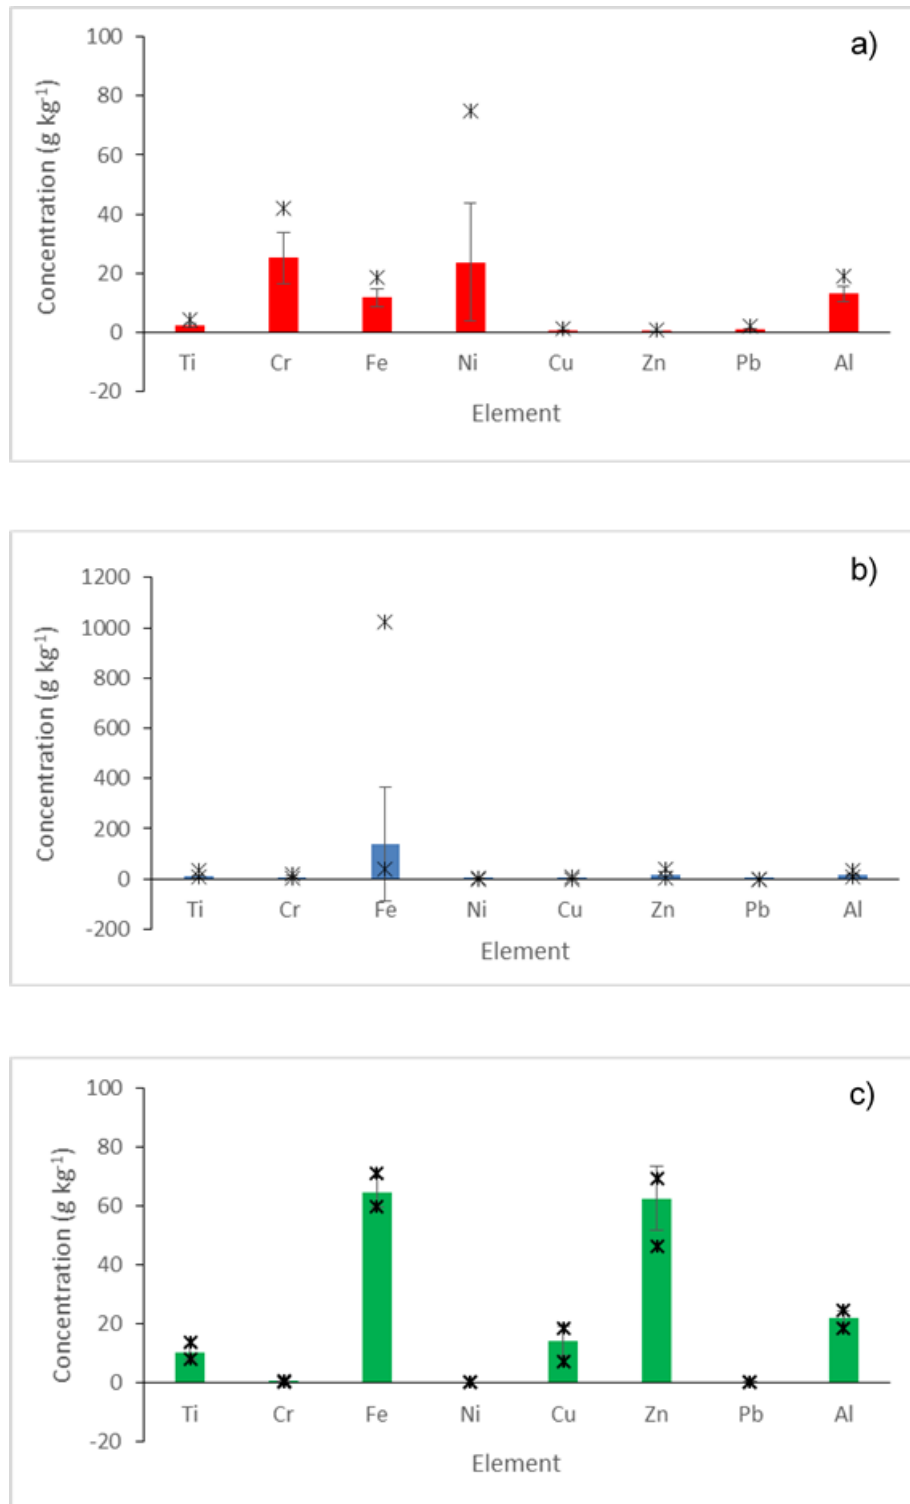 a)
Concentration (g kg⁻¹)
100
80
60
40
20
0
-20
Ti Cr Fe Ni Cu Zn Pb Al
Element
b)
Concentration (g kg⁻¹)
1200
1000
800
600
400
200
0
-200
Ti Cr Fe Ni Cu Zn Pb Al
Element
c)
Concentration (g kg⁻¹)
100
80
60
40
20
0
-20
Ti Cr Fe Ni Cu Zn Pb Al
Element